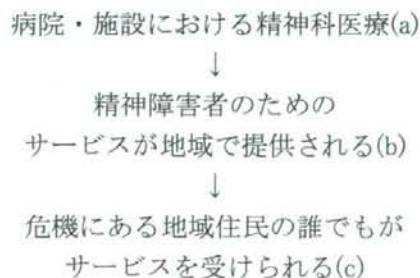 病院・施設における精神科医療(a)
↓
精神障害者のための
サービスが地域で提供される(b)
↓
危機にある地域住民の誰でもが
サービスを受けられる(c)